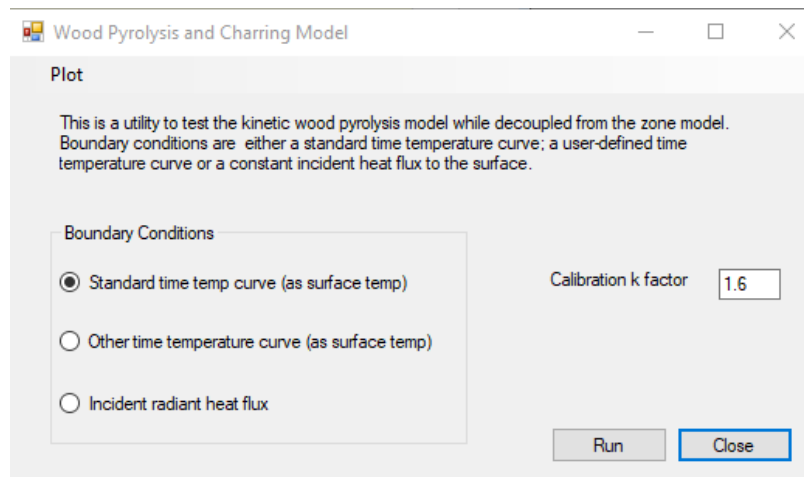 Wood Pyrolysis and Charring Model
Plot
This is a utility to test the kinetic wood pyrolysis model while decoupled from the zone model.
Boundary conditions are  either a standard time temperature curve; a user-defined time
temperature curve or a constant incident heat flux to the surface.
Boundary Conditions
Standard time temp curve (as surface temp)
Calibration k factor 1.6
Other time temperature curve (as surface temp)
Incident radiant heat flux
Run Close